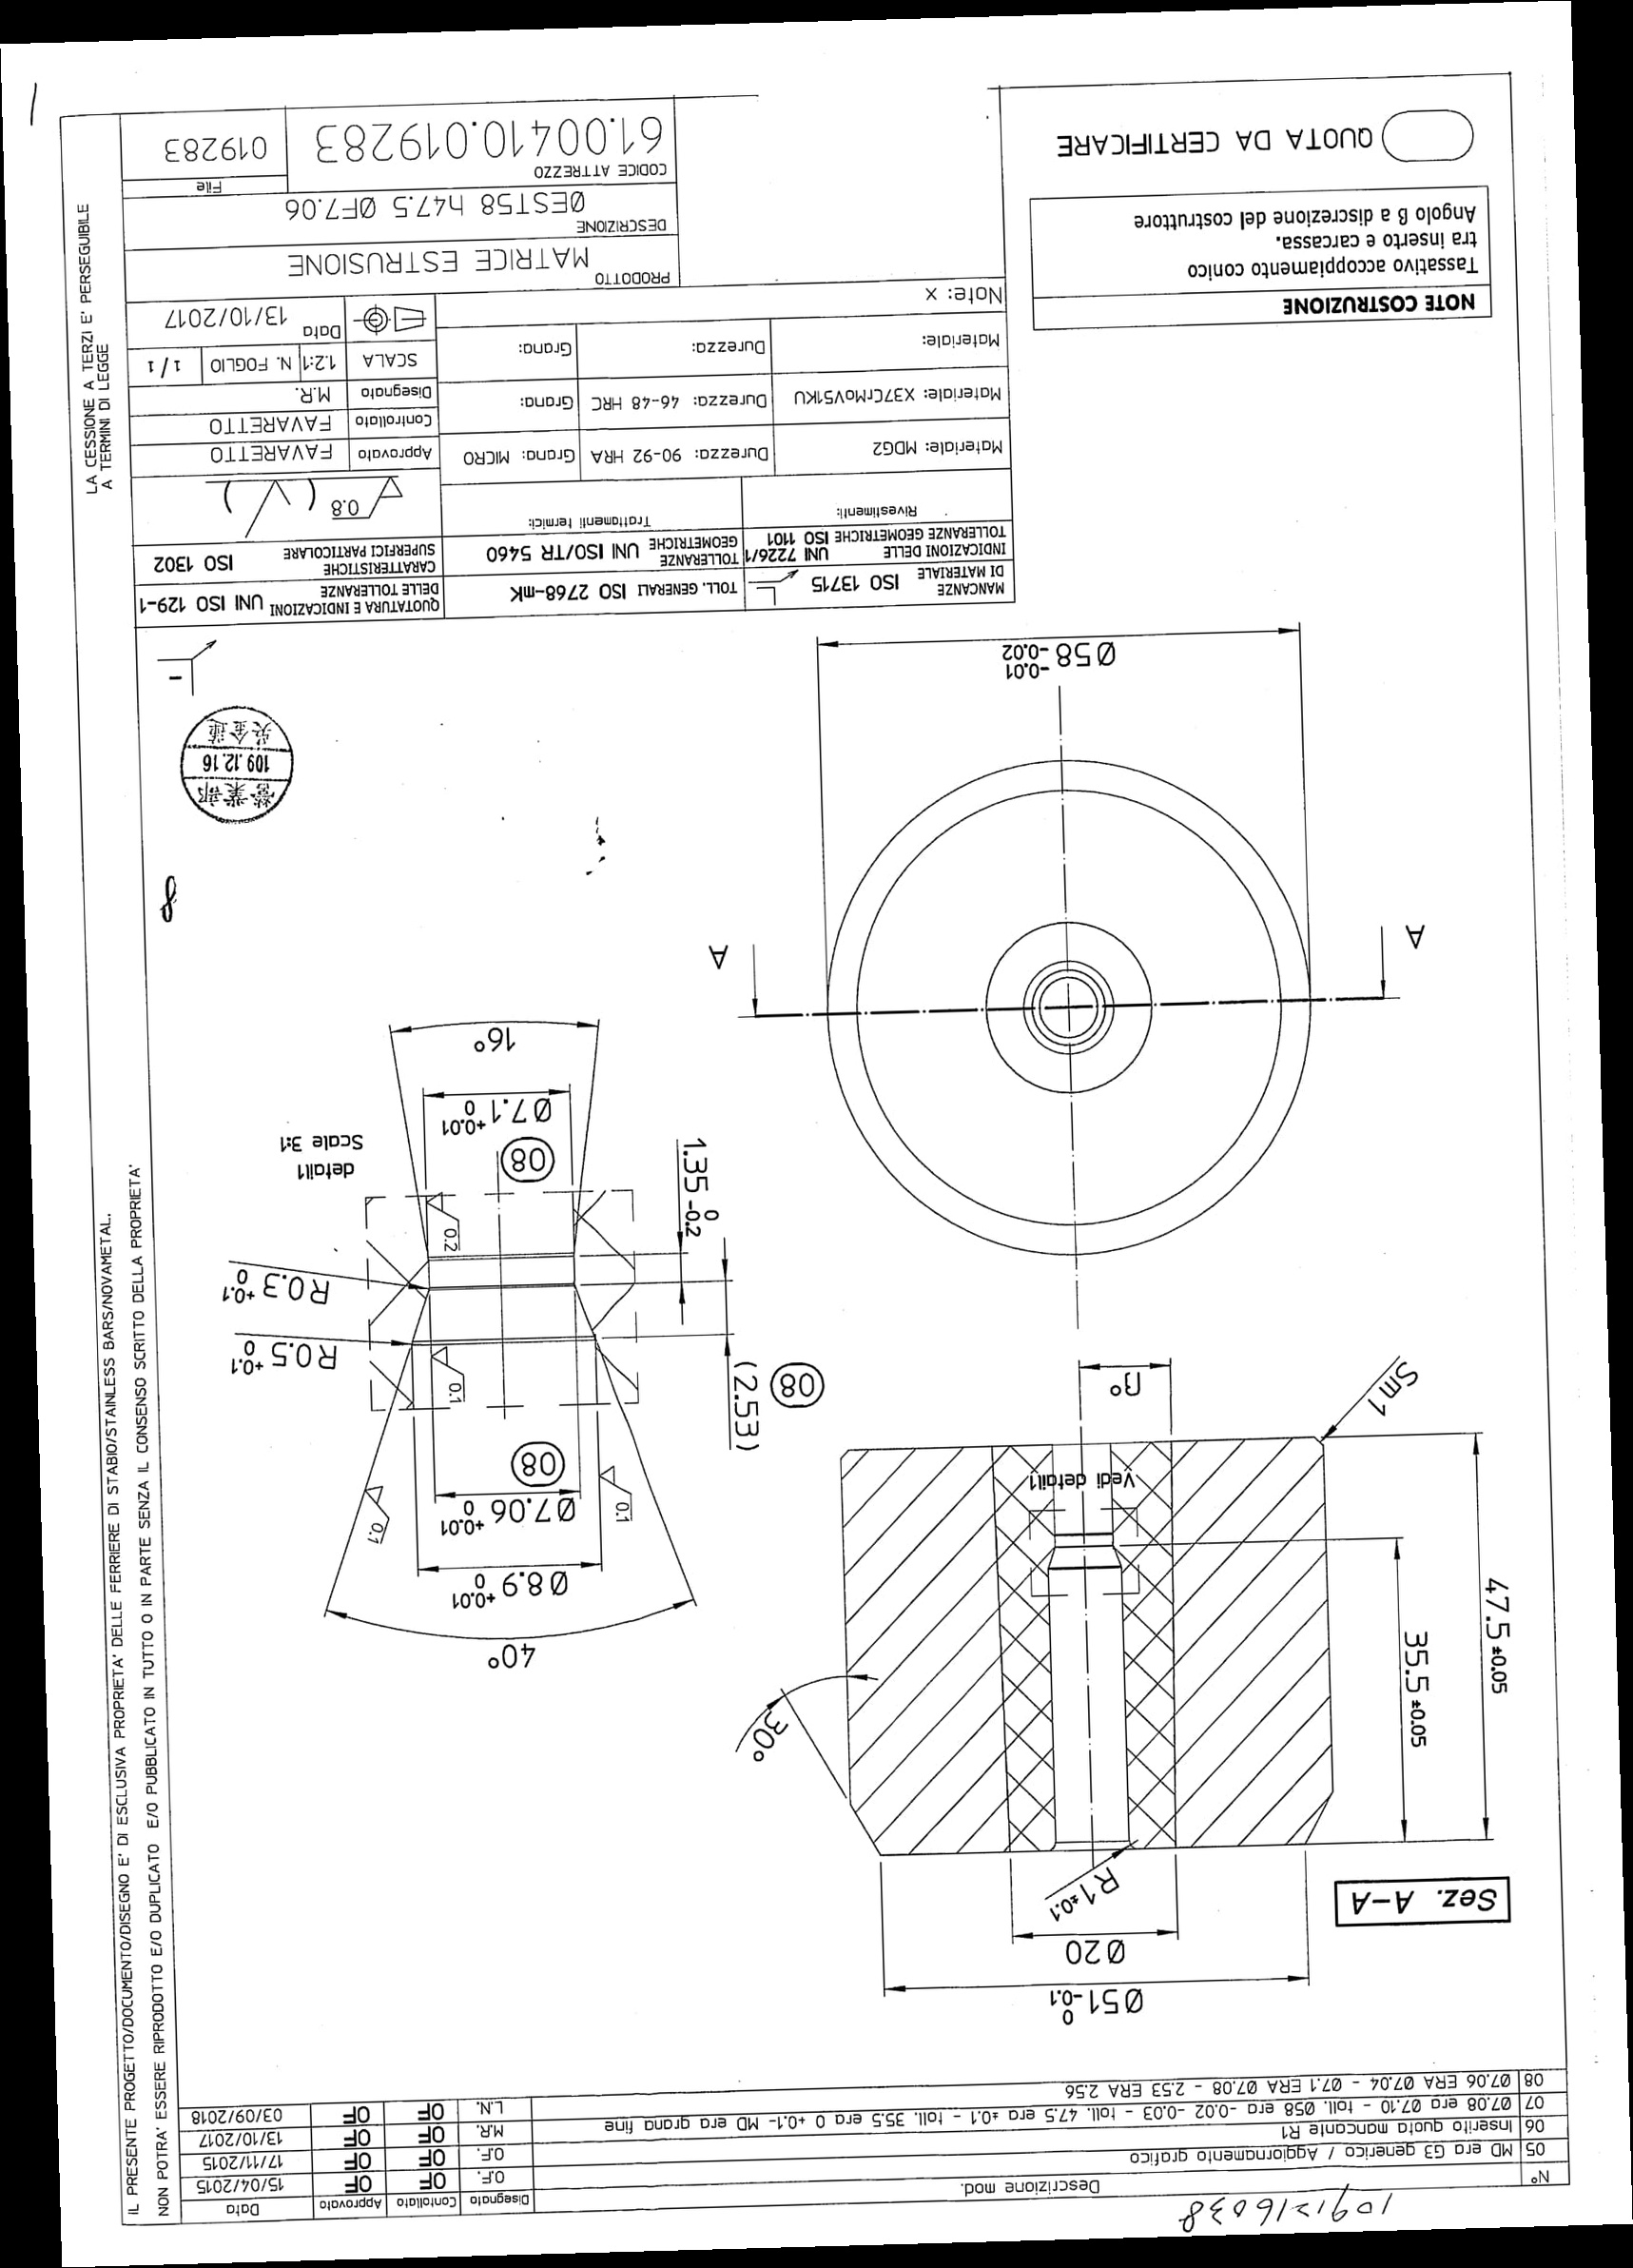 1091216038
N° Descrizione mod. Disegnato Contollato Approvato Data
05 MD era G3 generico / Aggiornamento grafico O.F. OF OF 15/04/2015
06 Inserito quota mancante R1 O.F. OF OF 17/11/2015
07 Ø7.08 era Ø7.10 - toll. Ø58 era -0.02 -0.03 - toll. 47.5 era ±0.1 - toll. 35.5 era 0 +0.1- MD era grana fine M.R. OF OF 13/10/2017
08 Ø7.06 ERA Ø7.04 - Ø7.1 ERA Ø7.08 - 2.53 ERA 2.56 L.N. OF OF 03/09/2018
IL PRESENTE PROGETTO/DOCUMENTO/DISEGNO E' DI ESCLUSIVA PROPRIETA' DELLE FERRIERE DI STABIO/STAINLESS BARS/NOVAMETAL.
NON POTRA' ESSERE RIPRODOTTO E/O DUPLICATO E/O PUBBLICATO IN TUTTO O IN PARTE SENZA IL CONSENSO SCRITTO DELLA PROPRIETA'
LA CESSIONE A TERZI E' PERSEGUIBILE
A TERMINI DI LEGGE
Ø51 0 -0.1
Ø20
R1±0.1
Sez. A-A
47.5 ±0.05
35.5 ±0.05
30°
Vedi detail1
ß°
Sm1
40°
Ø8.9 +0.01 0
Ø7.06 +0.01 0
08
0.1
0.1
0.1
(2.53)
08
R0.5 +0.1 0
R0.3 +0.1 0
1.35 0 -0.2
0.2
08
Ø7.1 +0.01 0
16°
detail1
Scale 3:1
A
A
Ø58 -0.01 -0.02
8
營業部
109.12.16
MANCANZE DI MATERIALE ISO 13715
TOLL. GENERALI ISO 2768-mK
QUOTATURA E INDICAZIONI DELLE TOLLERANZE UNI ISO 129-1
INDICAZIONI DELLE TOLLERANZE GEOMETRICHE UNI 7226/1 ISO 1101
TOLLERANZE GEOMETRICHE UNI ISO/TR 5460
CARATTERISTICHE SUPERFICI PARTICOLARE ISO 1302
Rivestimenti:
Trattamenti termici:
0.8
Materiale: MDG2 Durezza: 90-92 HRA Grana: MICRO
Approvato FAVARETTO
Materiale: X37CrMoV51KU Durezza: 46-48 HRC Grana:
Controllato FAVARETTO
Disegnato M.R.
Materiale: Durezza: Grana:
SCALA 1.2:1 N. FOGLIO 1/1
Data 13/10/2017
Note: x
PRODOTTO
MATRICE ESTRUSIONE
DESCRIZIONE
ØEST58 h47.5 ØF7.06
CODICE ATTREZZO
61.00410.019283
File
019283
NOTE COSTRUZIONE
Tassativo accoppiamento conico
tra inserto e carcassa.
Angolo ß a discrezione del costruttore
QUOTA DA CERTIFICARE